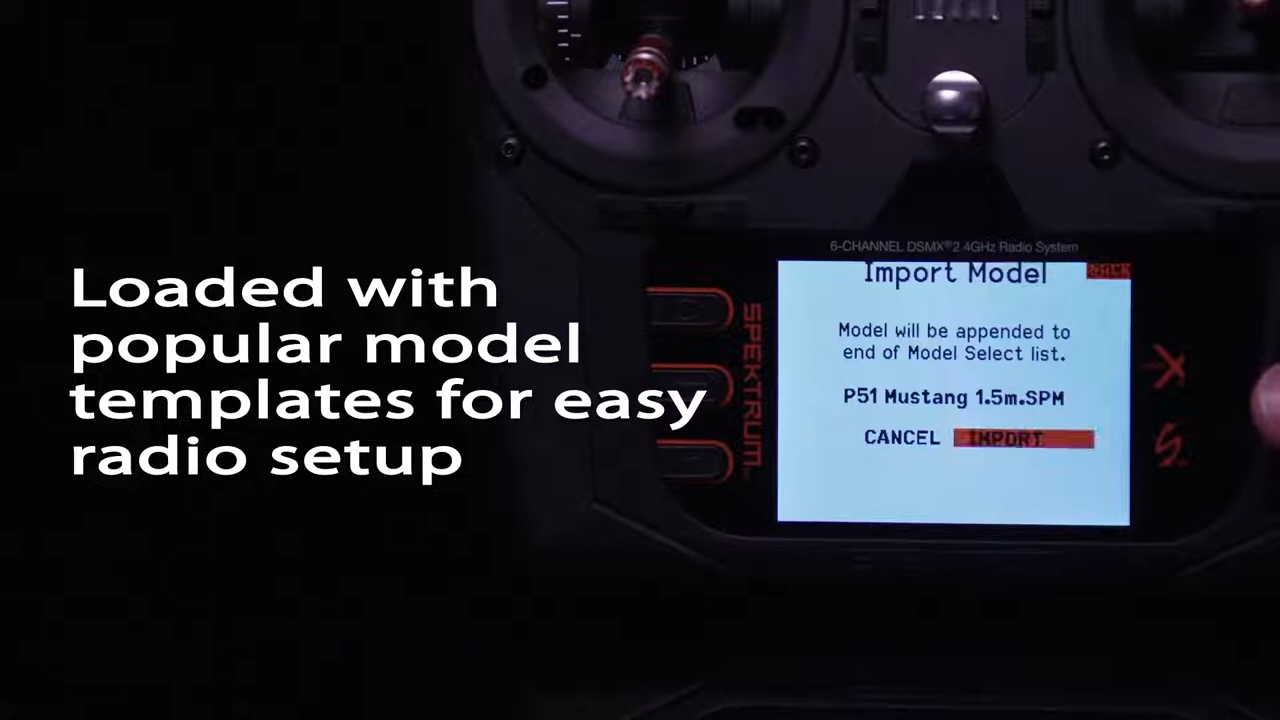 Loaded with
popular model
templates for easy
radio setup
6-CHANNEL DSMX® 2.4GHz Radio System
Import Model
BACK
Model will be appended to
end of Model Select list.
P51 Mustang 1.5m.SPM
CANCEL IMPORT
SPEKTRUM